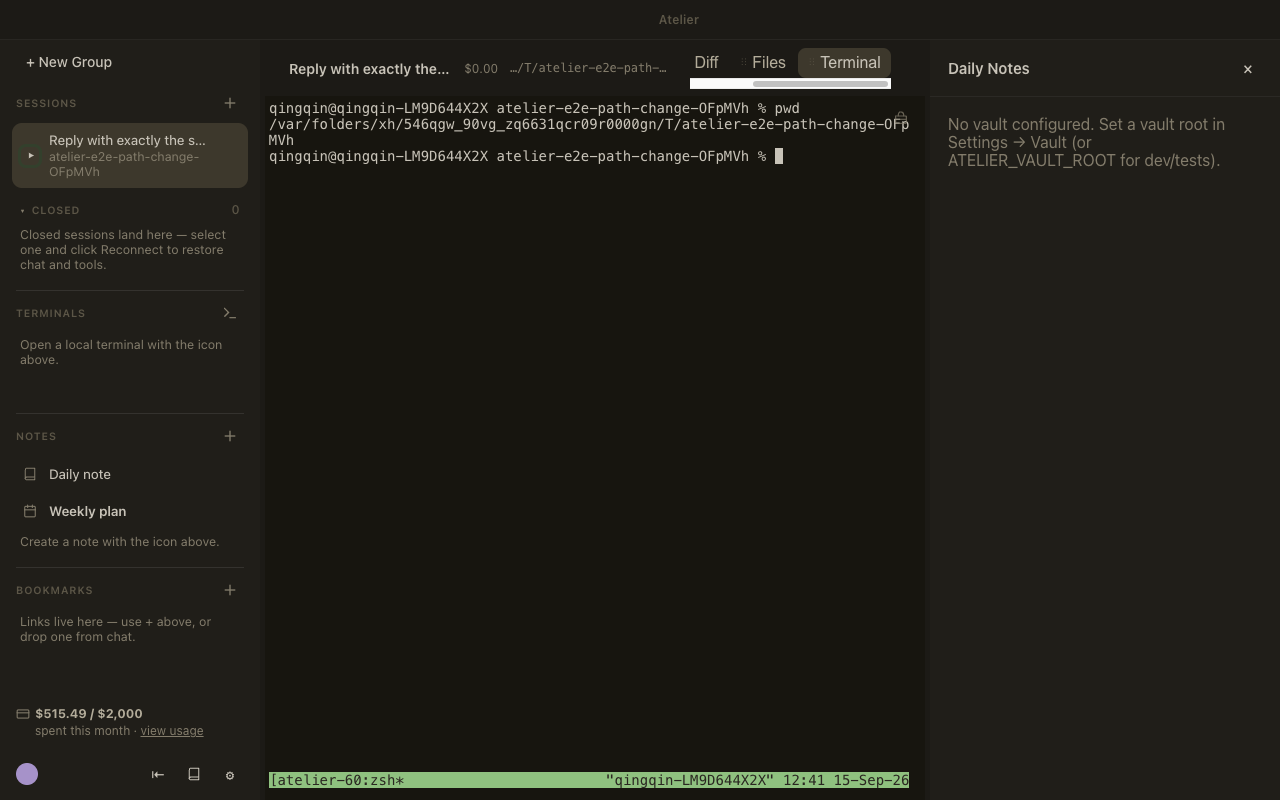 Atelier
+ New Group
SESSIONS
Reply with exactly the s...
atelier-e2e-path-change-
OFpMVh
CLOSED 0
Closed sessions land here — select
one and click Reconnect to restore
chat and tools.
TERMINALS
Open a local terminal with the icon
above.
NOTES
Daily note
Weekly plan
Create a note with the icon above.
BOOKMARKS
Links live here — use + above, or
drop one from chat.
$515.49 / $2,000
spent this month · view usage
Reply with exactly the... $0.00 …/T/atelier-e2e-path-… Diff Files Terminal
qingqin@qingqin-LM9D644X2X atelier-e2e-path-change-OFpMVh % pwd
/var/folders/xh/546qgw_90vg_zq6631qcr09r0000gn/T/atelier-e2e-path-change-OFp
MVh
qingqin@qingqin-LM9D644X2X atelier-e2e-path-change-OFpMVh %
[atelier-60:zsh* "qingqin-LM9D644X2X" 12:41 15-Sep-26
Daily Notes ×
No vault configured. Set a vault root in
Settings → Vault (or
ATELIER_VAULT_ROOT for dev/tests).